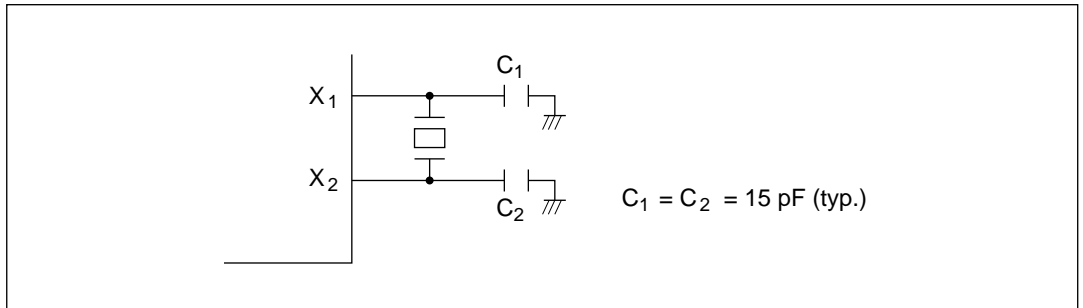 C1
X1
X2
C2
C1 = C2 = 15 pF (typ.)